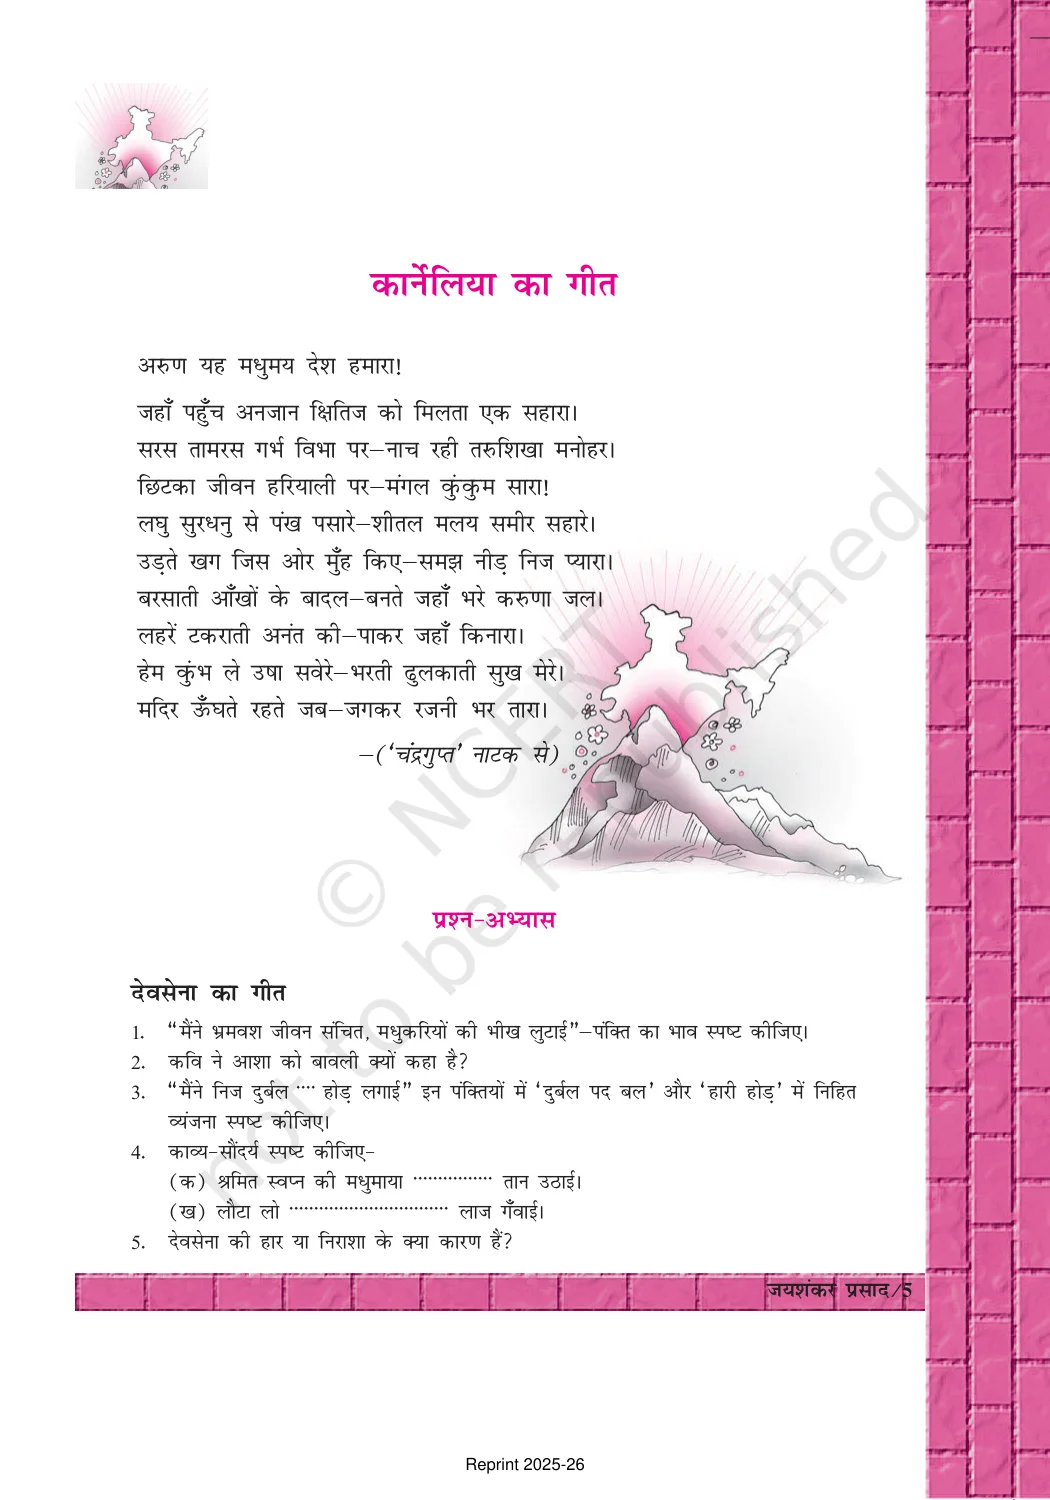 कार्नेलिया का गीत
अरुण यह मधुमय देश हमारा!
जहाँ पहुँच अनजान क्षितिज को मिलता एक सहारा।
सरस तामरस गर्भ विभा पर–नाच रही तरुशिखा मनोहर।
छिटका जीवन हरियाली पर–मंगल कुंकुम सारा!
लघु सुरधनु से पंख पसारे–शीतल मलय समीर सहारे।
उड़ते खग जिस ओर मुँह किए–समझ नीड़ निज प्यारा।
बरसाती आँखों के बादल–बनते जहाँ भरे करुणा जल।
लहरें टकराती अनंत की–पाकर जहाँ किनारा।
हेम कुंभ ले उषा सवेरे–भरती ढुलकाती सुख मेरे।
मदिर ऊँघते रहते जब–जगकर रजनी भर तारा।
–(‘चंद्रगुप्त’ नाटक से)
© NCERT
not to be republished
प्रश्न-अभ्यास
देवसेना का गीत
1. “मैंने भ्रमवश जीवन संचित, मधुकरियों की भीख लुटाई”–पंक्ति का भाव स्पष्ट कीजिए।
2. कवि ने आशा को बावली क्यों कहा है?
3. “मैंने निज दुर्बल .... होड़ लगाई” इन पंक्तियों में ‘दुर्बल पद बल’ और ‘हारी होड़’ में निहित
व्यंजना स्पष्ट कीजिए।
4. काव्य-सौंदर्य स्पष्ट कीजिए-
(क) श्रमित स्वप्न की मधुमाया ................ तान उठाई।
(ख) लौटा लो ................................ लाज गँवाई।
5. देवसेना की हार या निराशा के क्या कारण हैं?
जयशंकर प्रसाद/5
Reprint 2025-26